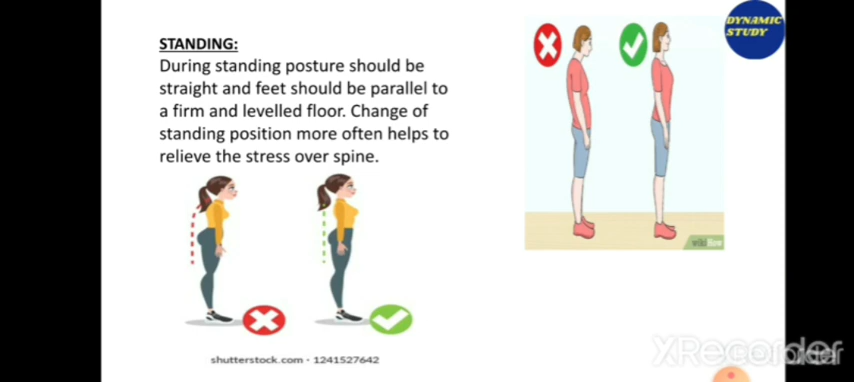 STANDING:
During standing posture should be
straight and feet should be parallel to
a firm and levelled floor. Change of
standing position more often helps to
relieve the stress over spine.
DYNAMIC
STUDY
wikiHow
shutterstock.com · 1241527642
XRecorder